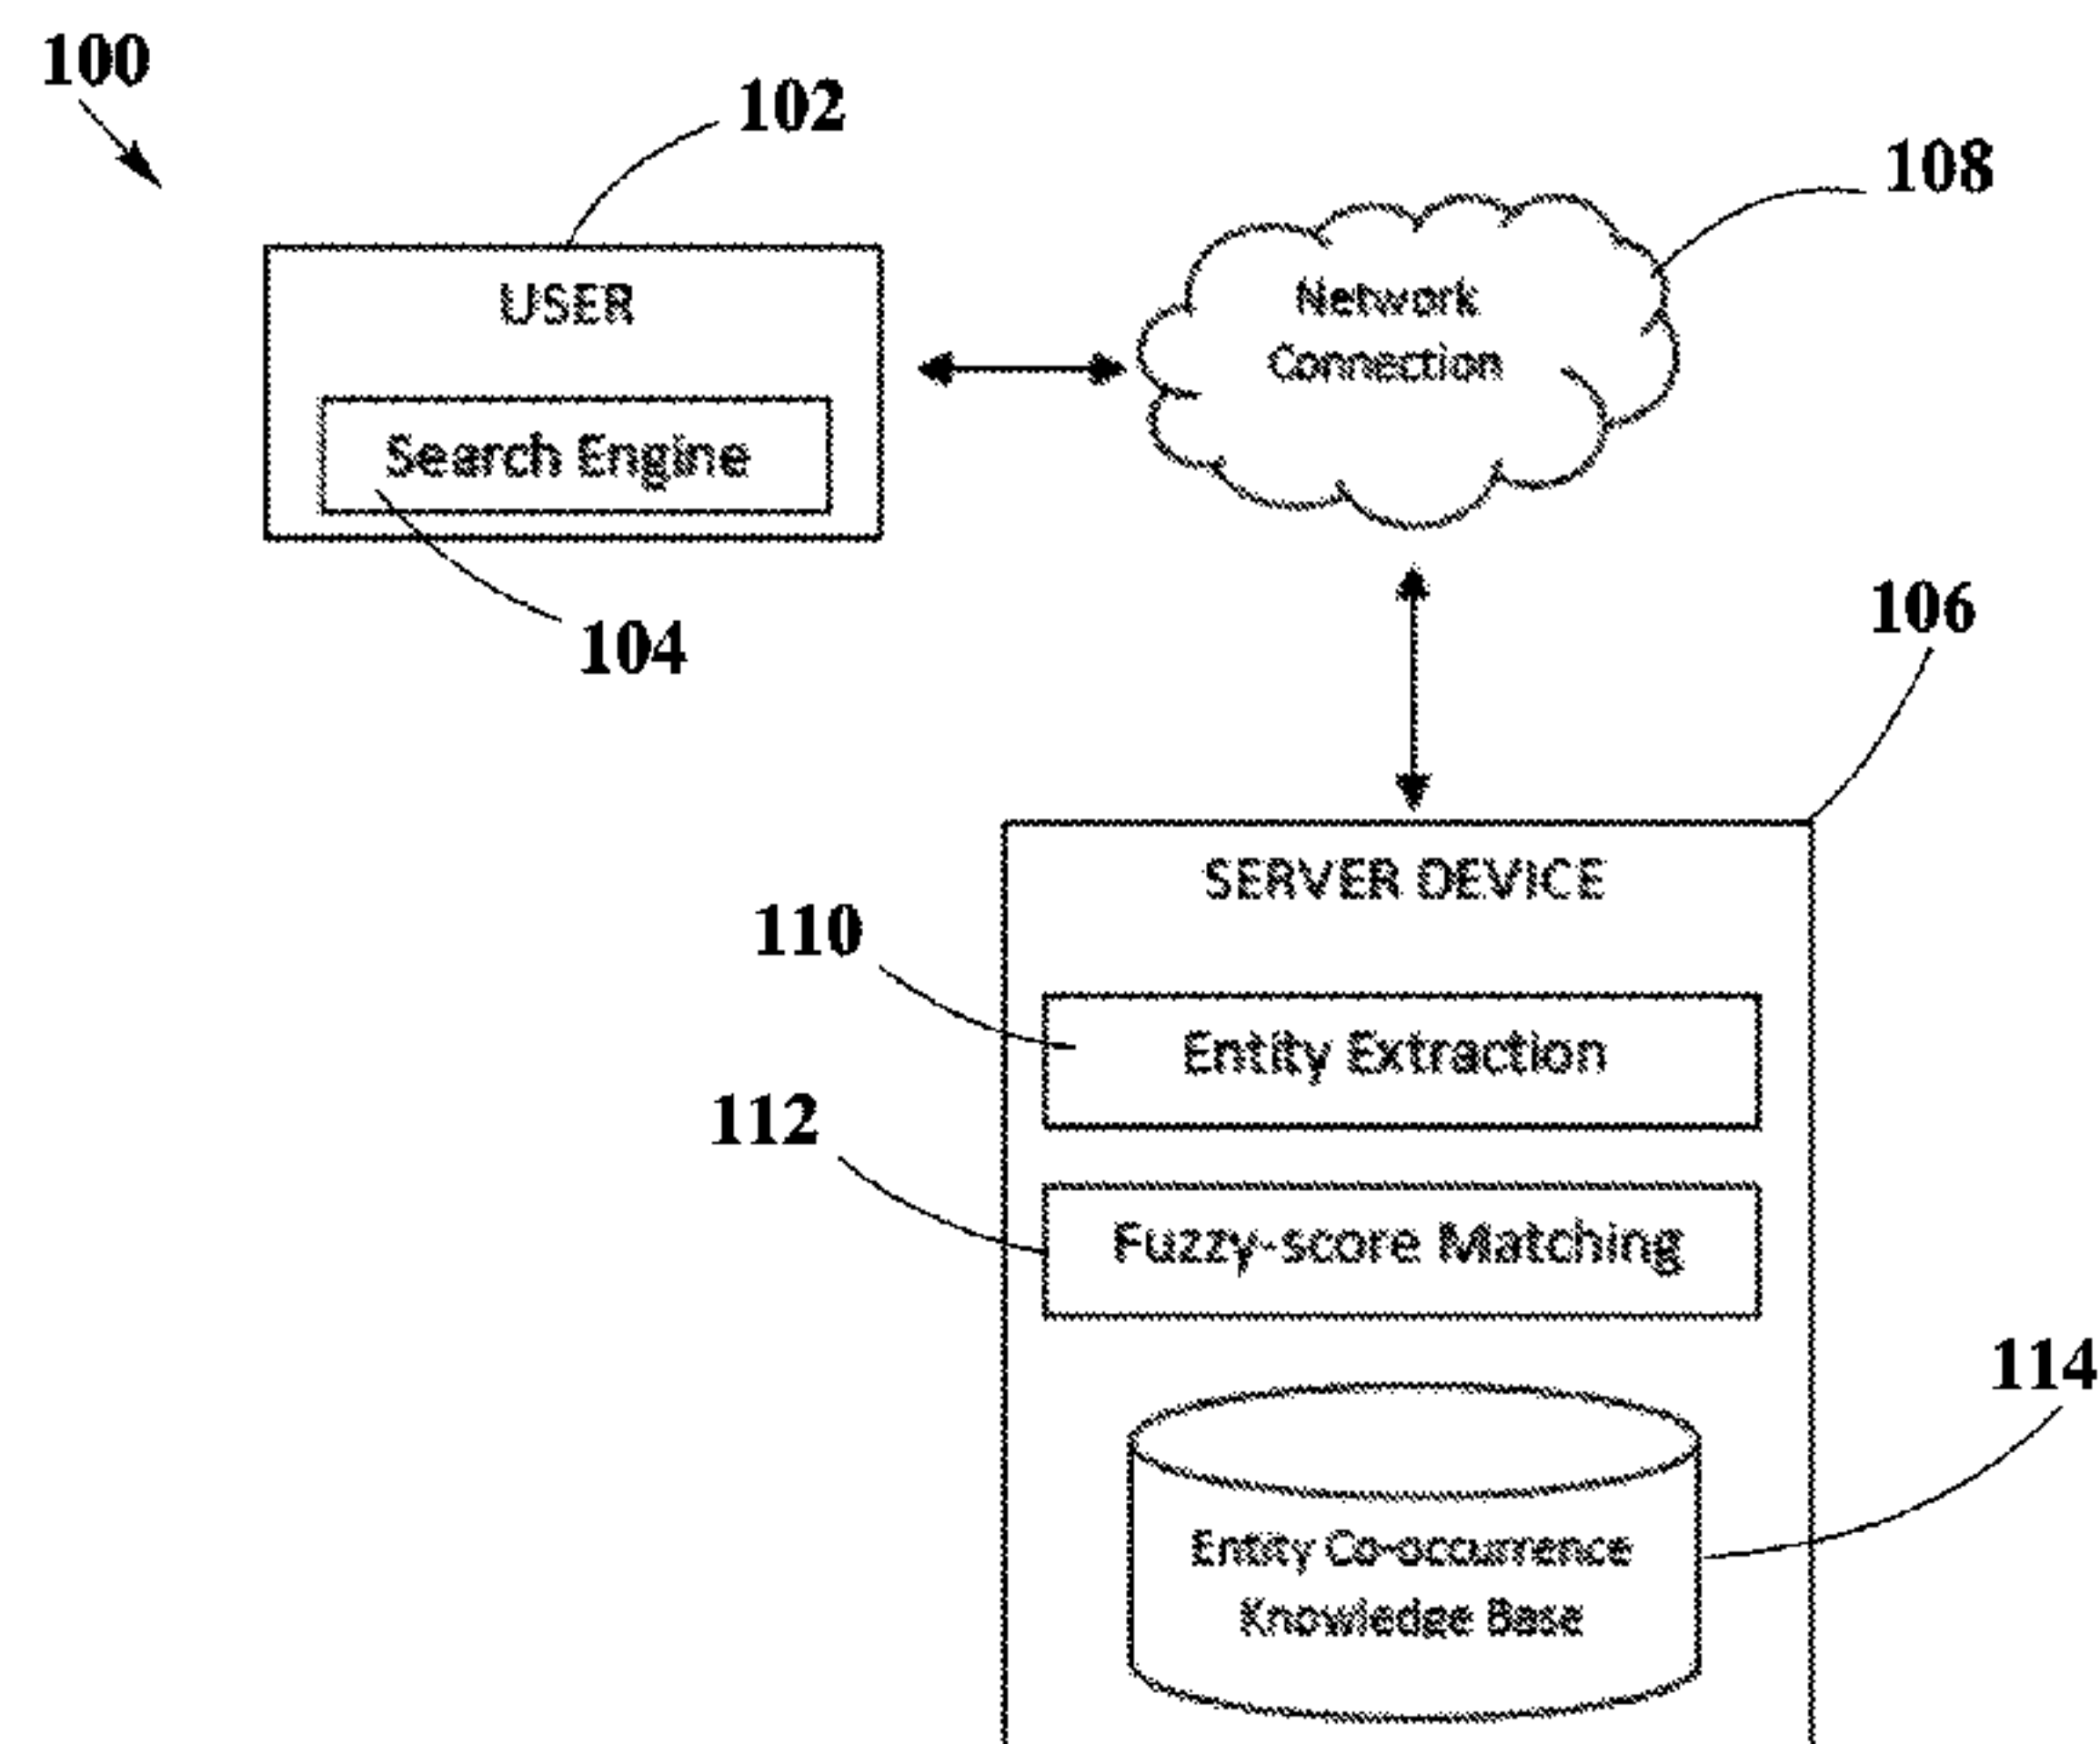 100
102
108
USER
Network
Connection
Search Engine
104
106
SERVER DEVICE
110
Entity Extraction
112
Fuzzy-score Matching
114
Entity Co-occurrence
Knowledge Base